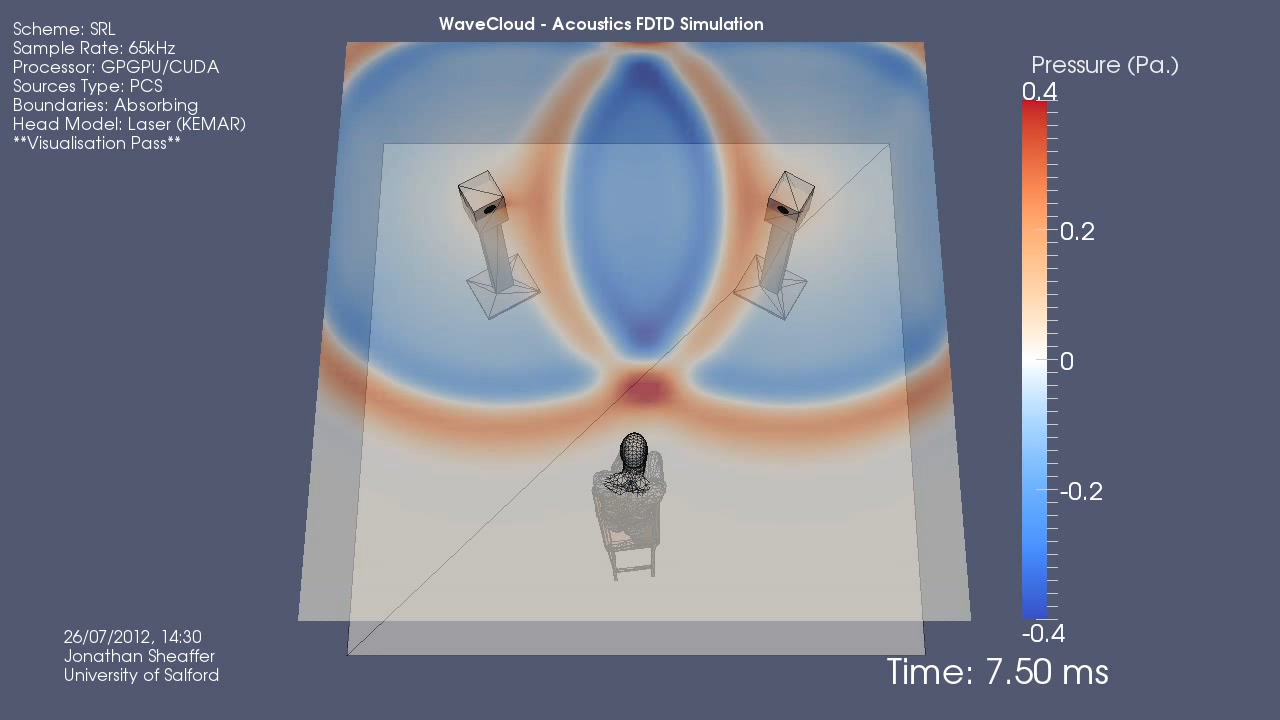 WaveCloud - Acoustics FDTD Simulation
Scheme: SRL
Sample Rate: 65kHz
Processor: GPGPU/CUDA
Sources Type: PCS
Boundaries: Absorbing
Head Model: Laser (KEMAR)
**Visualisation Pass**
Pressure (Pa.)
0.4
0.2
0
-0.2
-0.4
26/07/2012, 14:30
Jonathan Sheaffer
University of Salford
Time: 7.50 ms